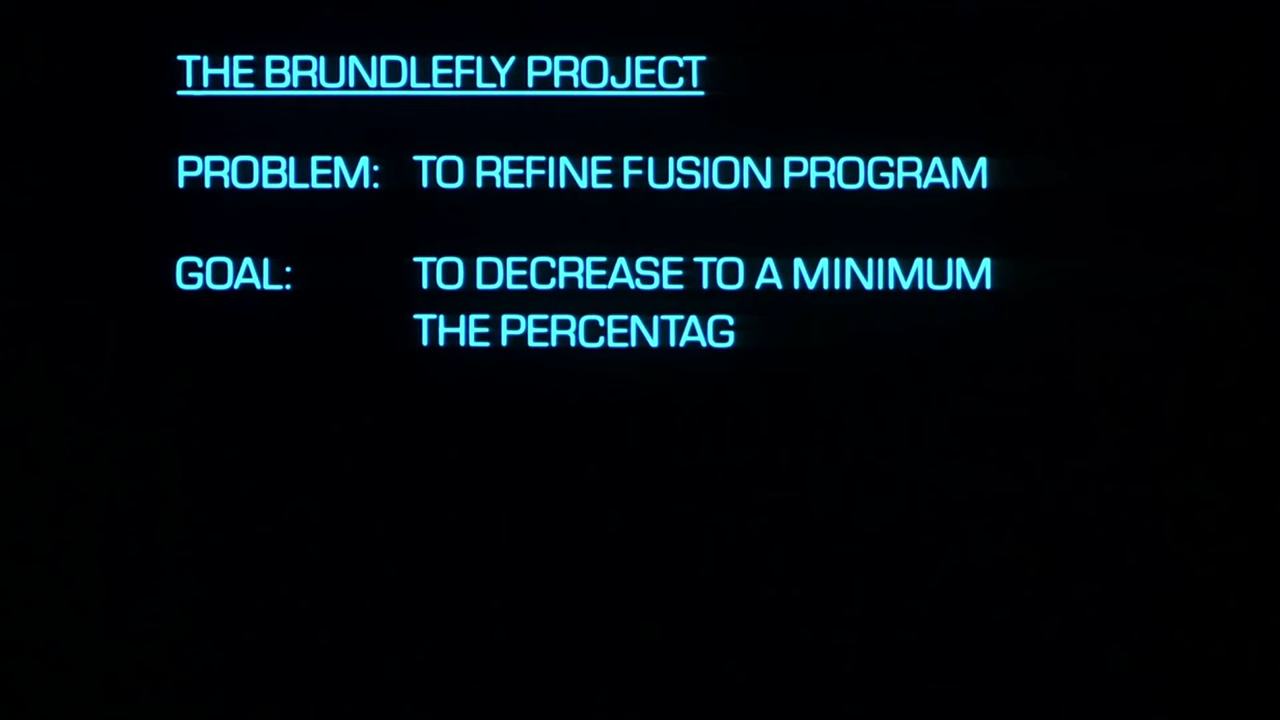 THE BRUNDLEFLY PROJECT
PROBLEM: TO REFINE FUSION PROGRAM
GOAL: TO DECREASE TO A MINIMUM
THE PERCENTAG